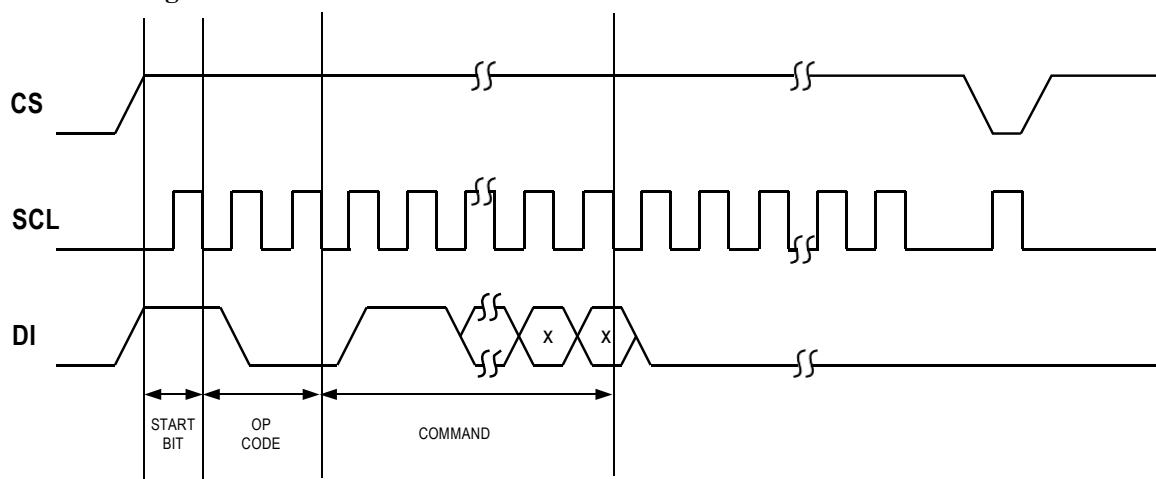 CS
SCL
DI
X X
START
BIT
OP
CODE
COMMAND